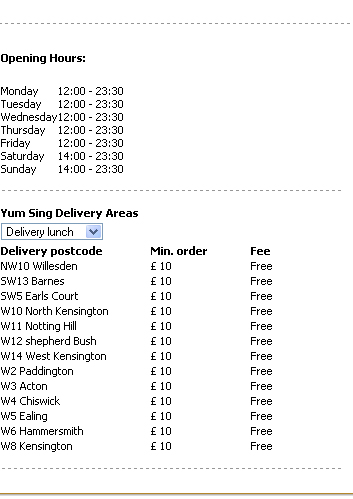 Opening Hours:
Monday 12:00 - 23:30
Tuesday 12:00 - 23:30
Wednesday12:00 - 23:30
Thursday 12:00 - 23:30
Friday 12:00 - 23:30
Saturday 14:00 - 23:30
Sunday 14:00 - 23:30
Yum Sing Delivery Areas
Delivery lunch
Delivery postcode Min. order Fee
NW10 Willesden £ 10 Free
SW13 Barnes £ 10 Free
SW5 Earls Court £ 10 Free
W10 North Kensington £ 10 Free
W11 Notting Hill £ 10 Free
W12 shepherd Bush £ 10 Free
W14 West Kensington £ 10 Free
W2 Paddington £ 10 Free
W3 Acton £ 10 Free
W4 Chiswick £ 10 Free
W5 Ealing £ 10 Free
W6 Hammersmith £ 10 Free
W8 Kensington £ 10 Free